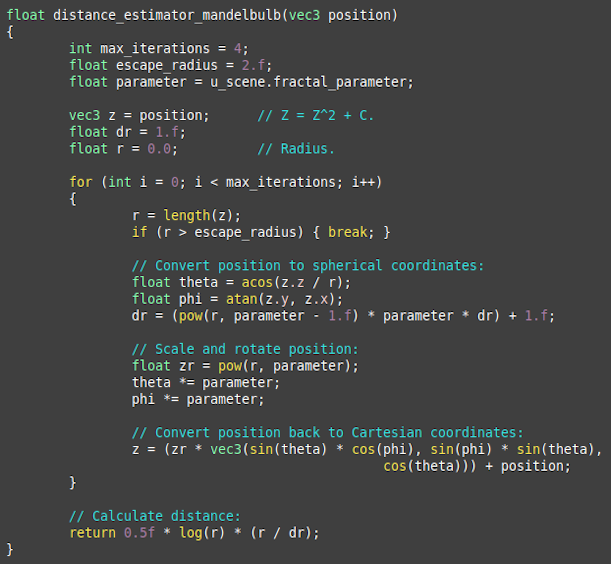 float distance_estimator_mandelbulb(vec3 position)
{
int max_iterations = 4;
float escape_radius = 2.f;
float parameter = u_scene.fractal_parameter;
vec3 z = position; // Z = Z^2 + C.
float dr = 1.f;
float r = 0.0; // Radius.
for (int i = 0; i < max_iterations; i++)
{
r = length(z);
if (r > escape_radius) { break; }
// Convert position to spherical coordinates:
float theta = acos(z.z / r);
float phi = atan(z.y, z.x);
dr = (pow(r, parameter - 1.f) * parameter * dr) + 1.f;
// Scale and rotate position:
float zr = pow(r, parameter);
theta *= parameter;
phi *= parameter;
// Convert position back to Cartesian coordinates:
z = (zr * vec3(sin(theta) * cos(phi), sin(phi) * sin(theta),
cos(theta))) + position;
}
// Calculate distance:
return 0.5f * log(r) * (r / dr);
}